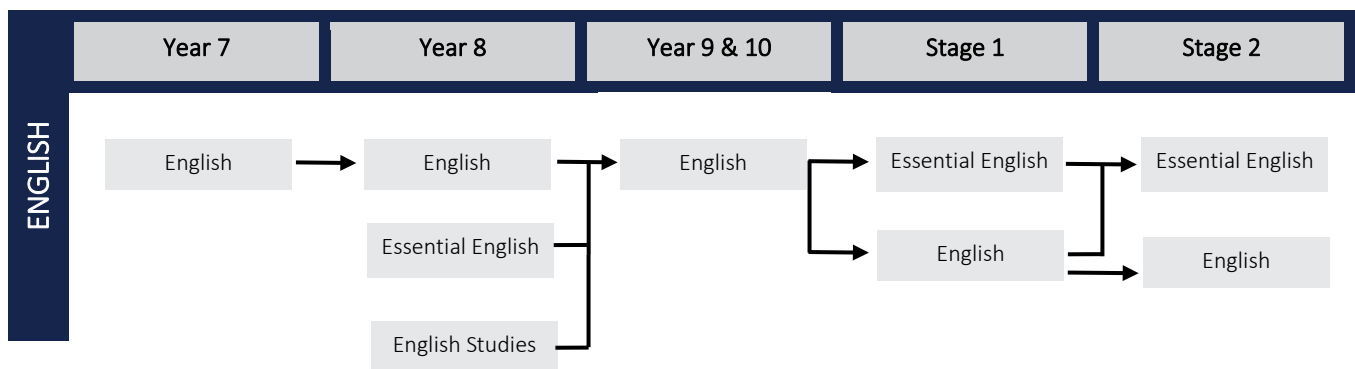 Year 7
Year 8
Year 9 & 10
Stage 1
Stage 2
ENGLISH
English
English
English
Essential English
Essential English
Essential English
English
English
English Studies